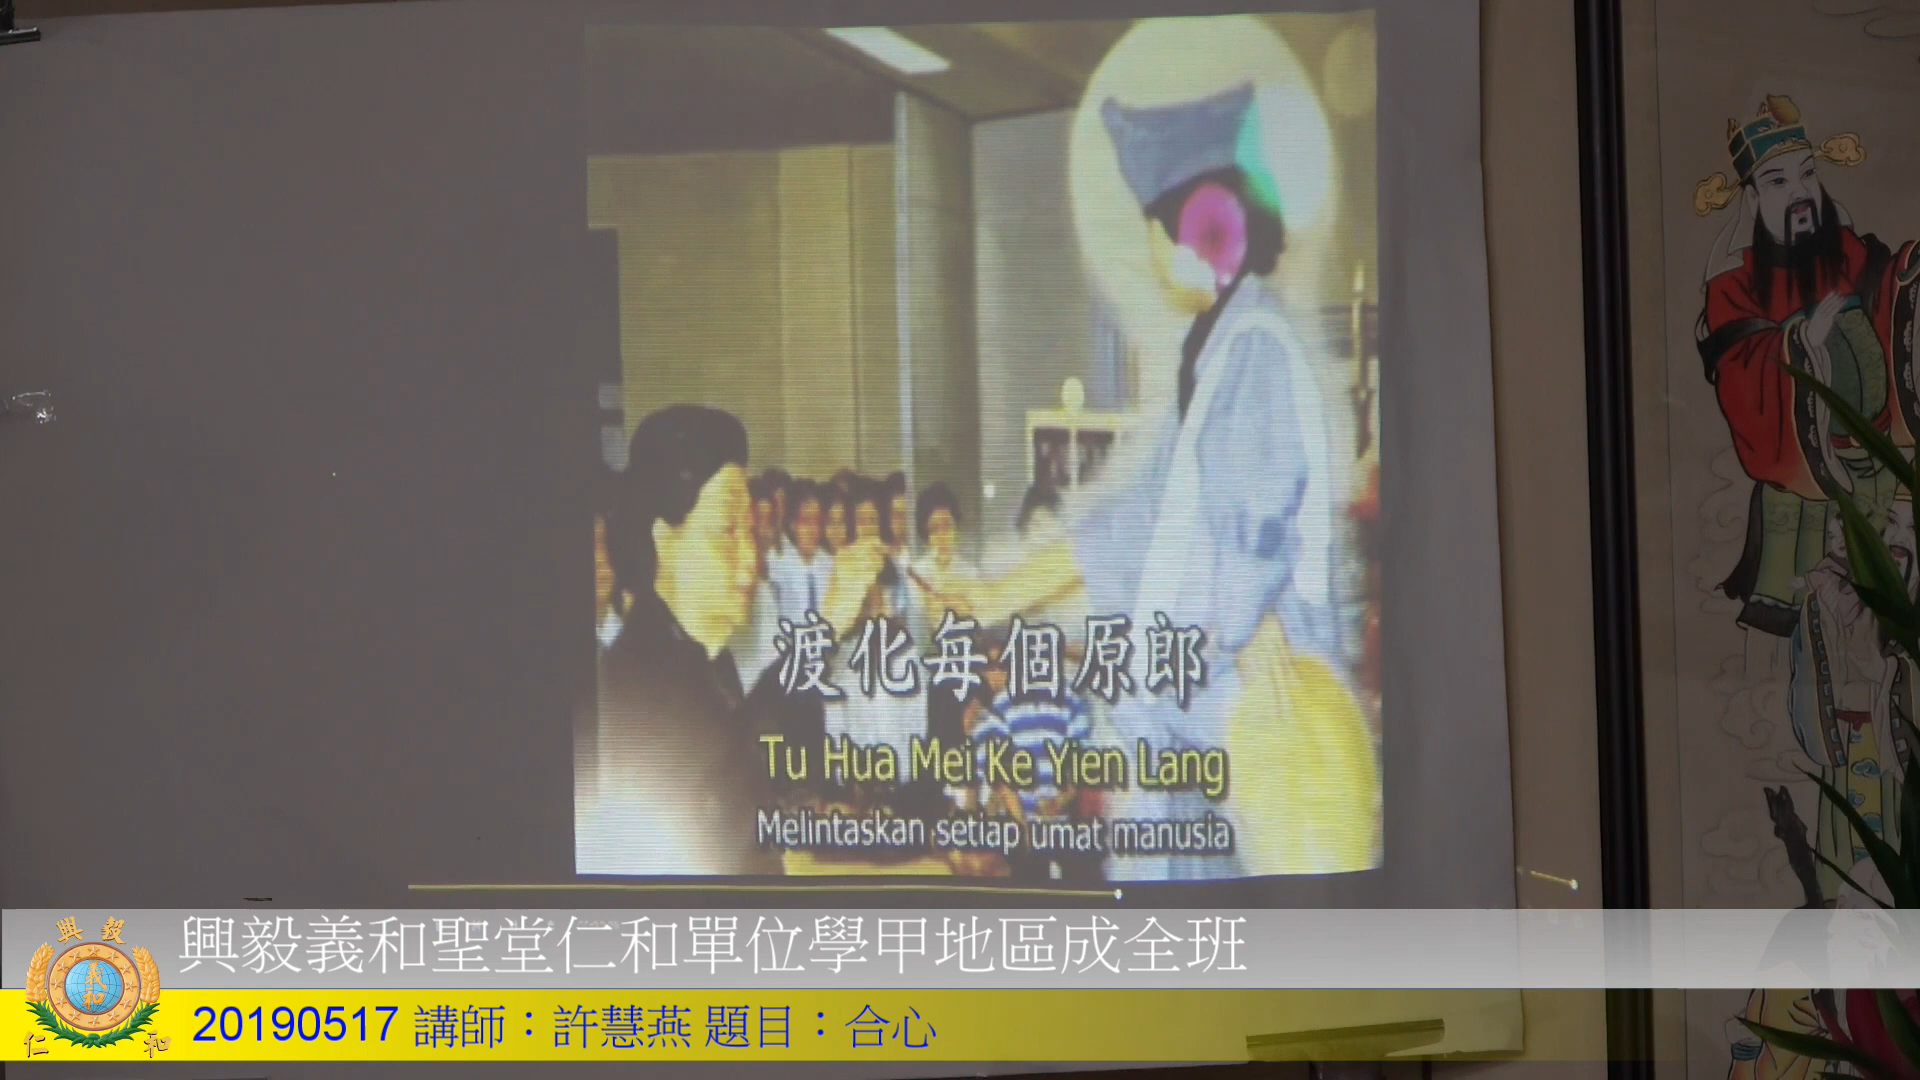 渡化每個原郎
Tu Hua Mei Ke Yien Lang
Melintaskan setiap umat manusia
興毅
義和
仁和
興毅義和聖堂仁和單位學甲地區成全班
20190517 講師：許慧燕 題目：合心